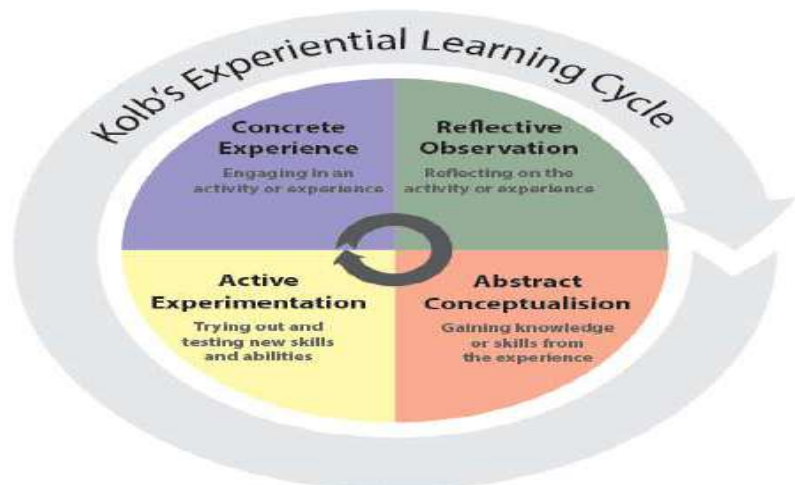 Kolb's Experiential Learning Cycle
Concrete
Experience
Engaging in an
activity or experience
Reflective
Observation
Reflecting on the
activity or experience
Active
Experimentation
Trying out and
testing new skills
and abilities
Abstract
Conceptualision
Gaining knowledge
or skills from
the experience